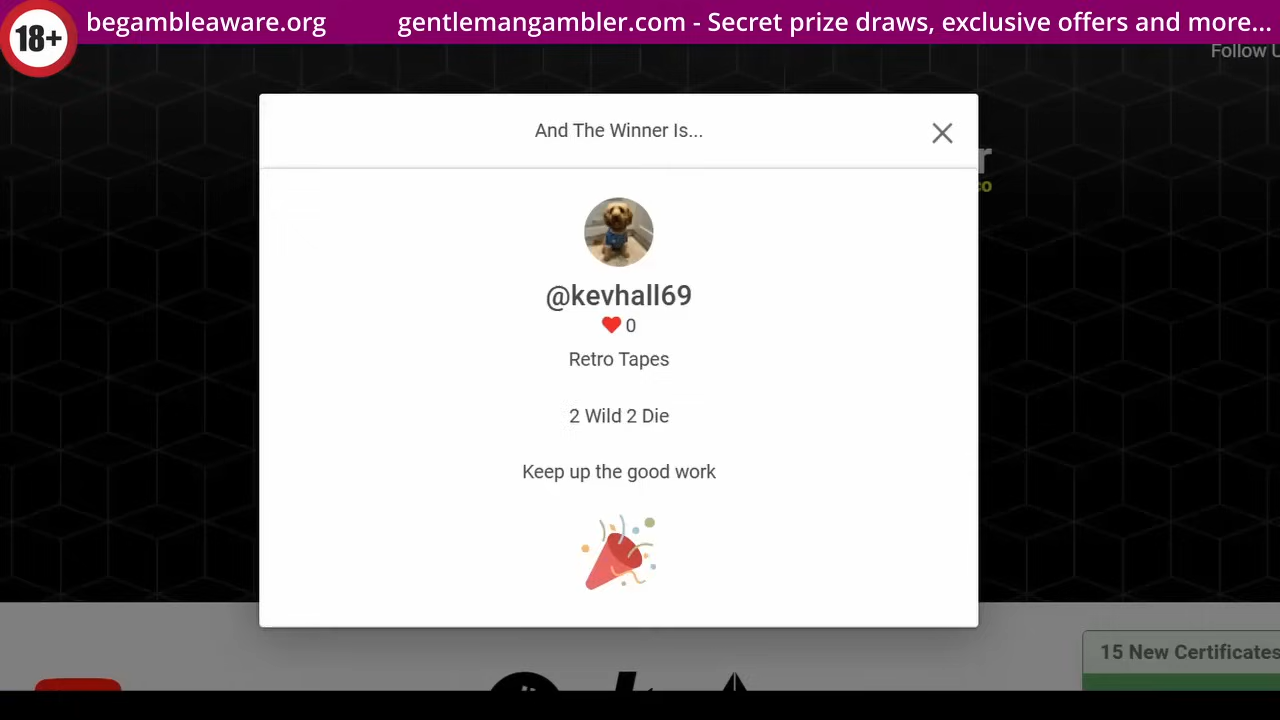 18+
begambleaware.org
gentlemangambler.com - Secret prize draws, exclusive offers and more...
Follow U
And The Winner Is...
r
co
@kevhall69
0
Retro Tapes
2 Wild 2 Die
Keep up the good work
15 New Certificates